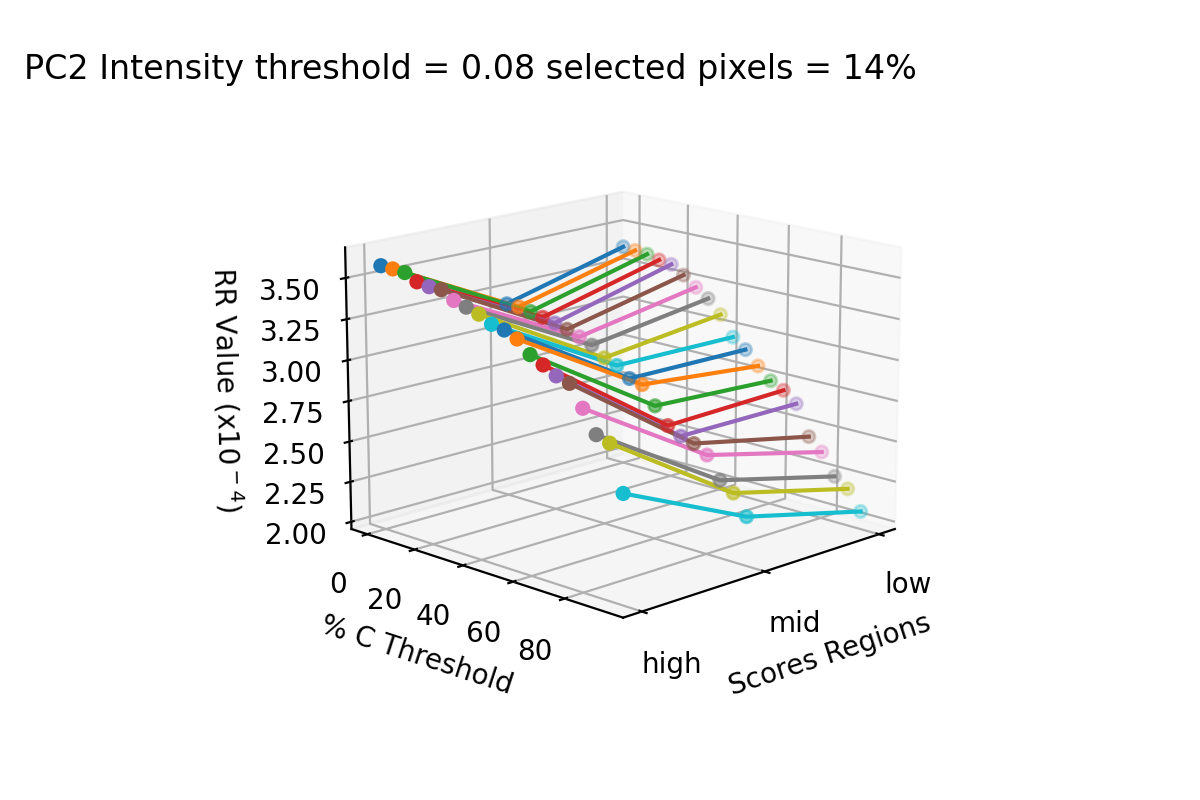 PC2 Intensity threshold = 0.08 selected pixels = 14%
RR Value (x10⁻⁴)
3.50
3.25
3.00
2.75
2.50
2.25
2.00
0
20
40
60
80
% C Threshold
high
mid
low
Scores Regions